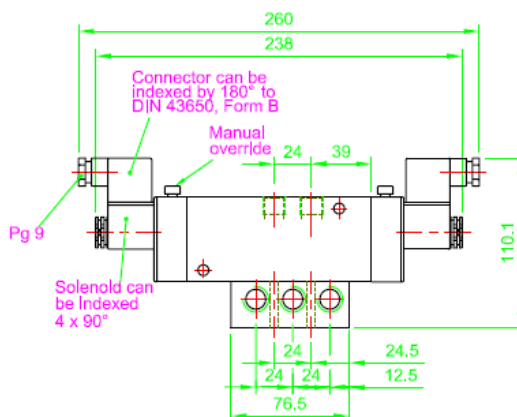 260
238
Connector can be
indexed by 180° to
DIN 43650, Form B
Manual
override
24
39
Pg 9
110.1
Solenoid can
be Indexed
4 x 90°
24
24.5
24
24
12.5
76.5